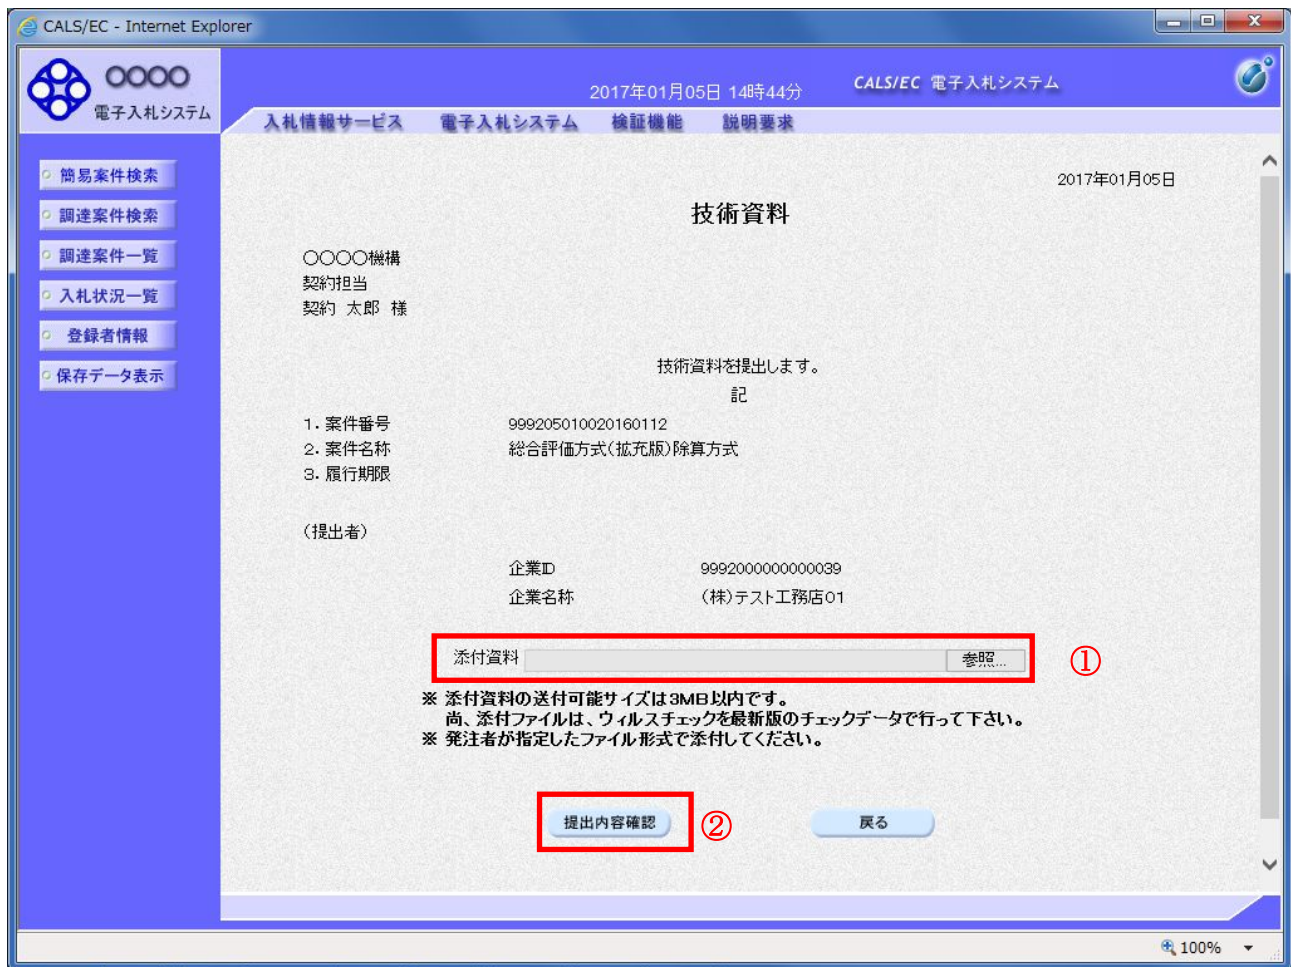 CALS/EC - Internet Explorer
〇〇〇〇
電子入札システム
2017年01月05日 14時44分
CALS/EC 電子入札システム
入札情報サービス 電子入札システム 検証機能 説明要求
簡易案件検索
調達案件検索
調達案件一覧
入札状況一覧
登録者情報
保存データ表示
2017年01月05日
技術資料
〇〇〇〇機構
契約担当
契約 太郎 様
技術資料を提出します。
記
1.案件番号 999205010020160112
2.案件名称 総合評価方式(拡充版)除算方式
3.履行期限
(提出者)
企業ID 9992000000000039
企業名称 (株)テスト工務店01
添付資料 参照... ①
※ 添付資料の送付可能サイズは3MB以内です。
尚、添付ファイルは、ウィルスチェックを最新版のチェックデータで行って下さい。
※ 発注者が指定したファイル形式で添付してください。
提出内容確認 ② 戻る
100%